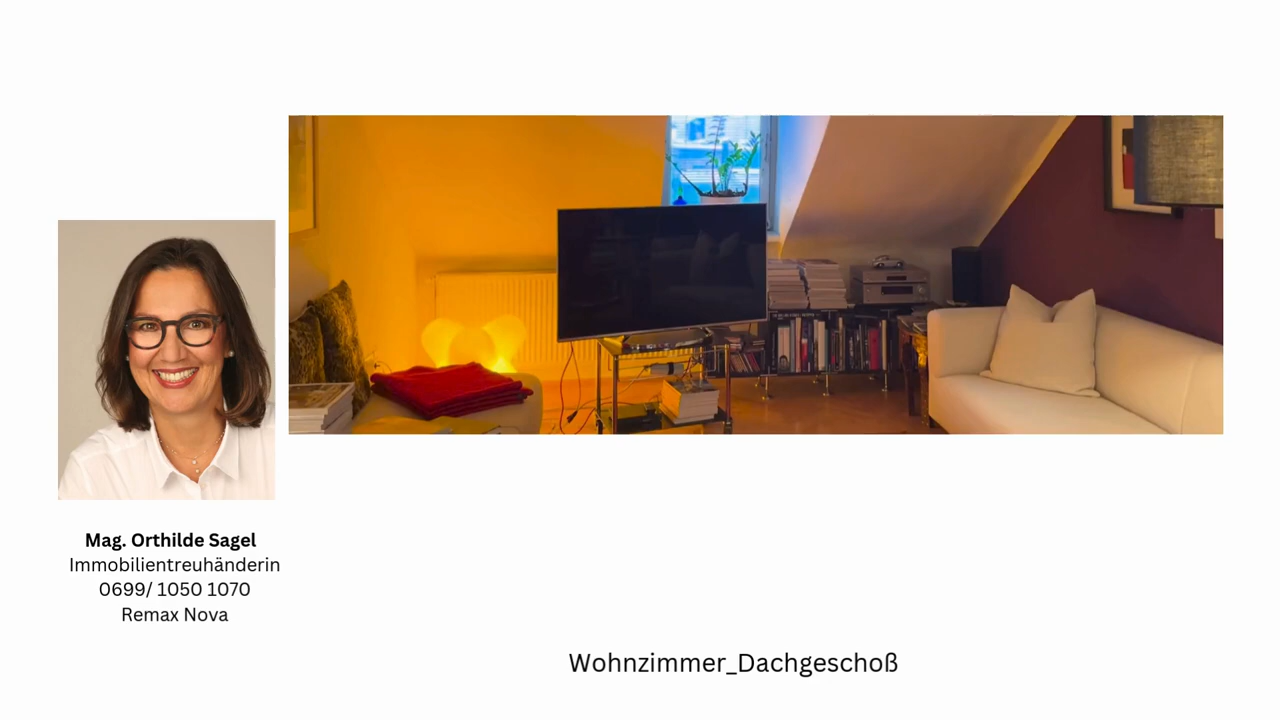 Mag. Orthilde Sagel
Immobilientreuhänderin
0699/ 1050 1070
Remax Nova
Wohnzimmer_Dachgeschoß